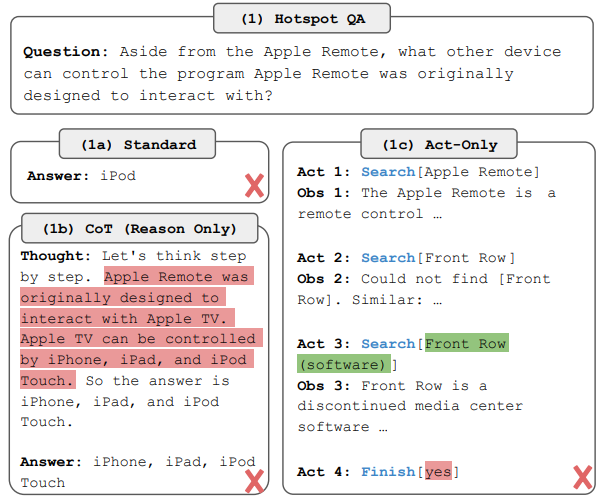 (1) Hotspot QA
Question: Aside from the Apple Remote, what other device
can control the program Apple Remote was originally
designed to interact with?
(1a) Standard
Answer: iPod
(1b) CoT (Reason Only)
Thought: Let's think step
by step. Apple Remote was
originally designed to
interact with Apple TV.
Apple TV can be controlled
by iPhone, iPad, and iPod
Touch. So the answer is
iPhone, iPad, and iPod
Touch.
Answer: iPhone, iPad, iPod
Touch
(1c) Act-Only
Act 1: Search[Apple Remote]
Obs 1: The Apple Remote is a
remote control …
Act 2: Search[Front Row]
Obs 2: Could not find [Front
Row]. Similar: …
Act 3: Search[Front Row
(software)]
Obs 3: Front Row is a
discontinued media center
software …
Act 4: Finish[yes]